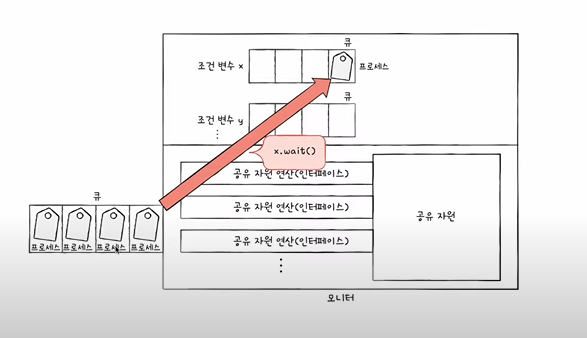 큐
조건 변수 x
프로세스
큐
조건 변수 y
x.wait()
공유 자원 연산(인터페이스)
공유 자원 연산(인터페이스)
공유 자원 연산(인터페이스)
공유 자원
큐
프로세스 프로세스 프로세스 프로세스
모니터